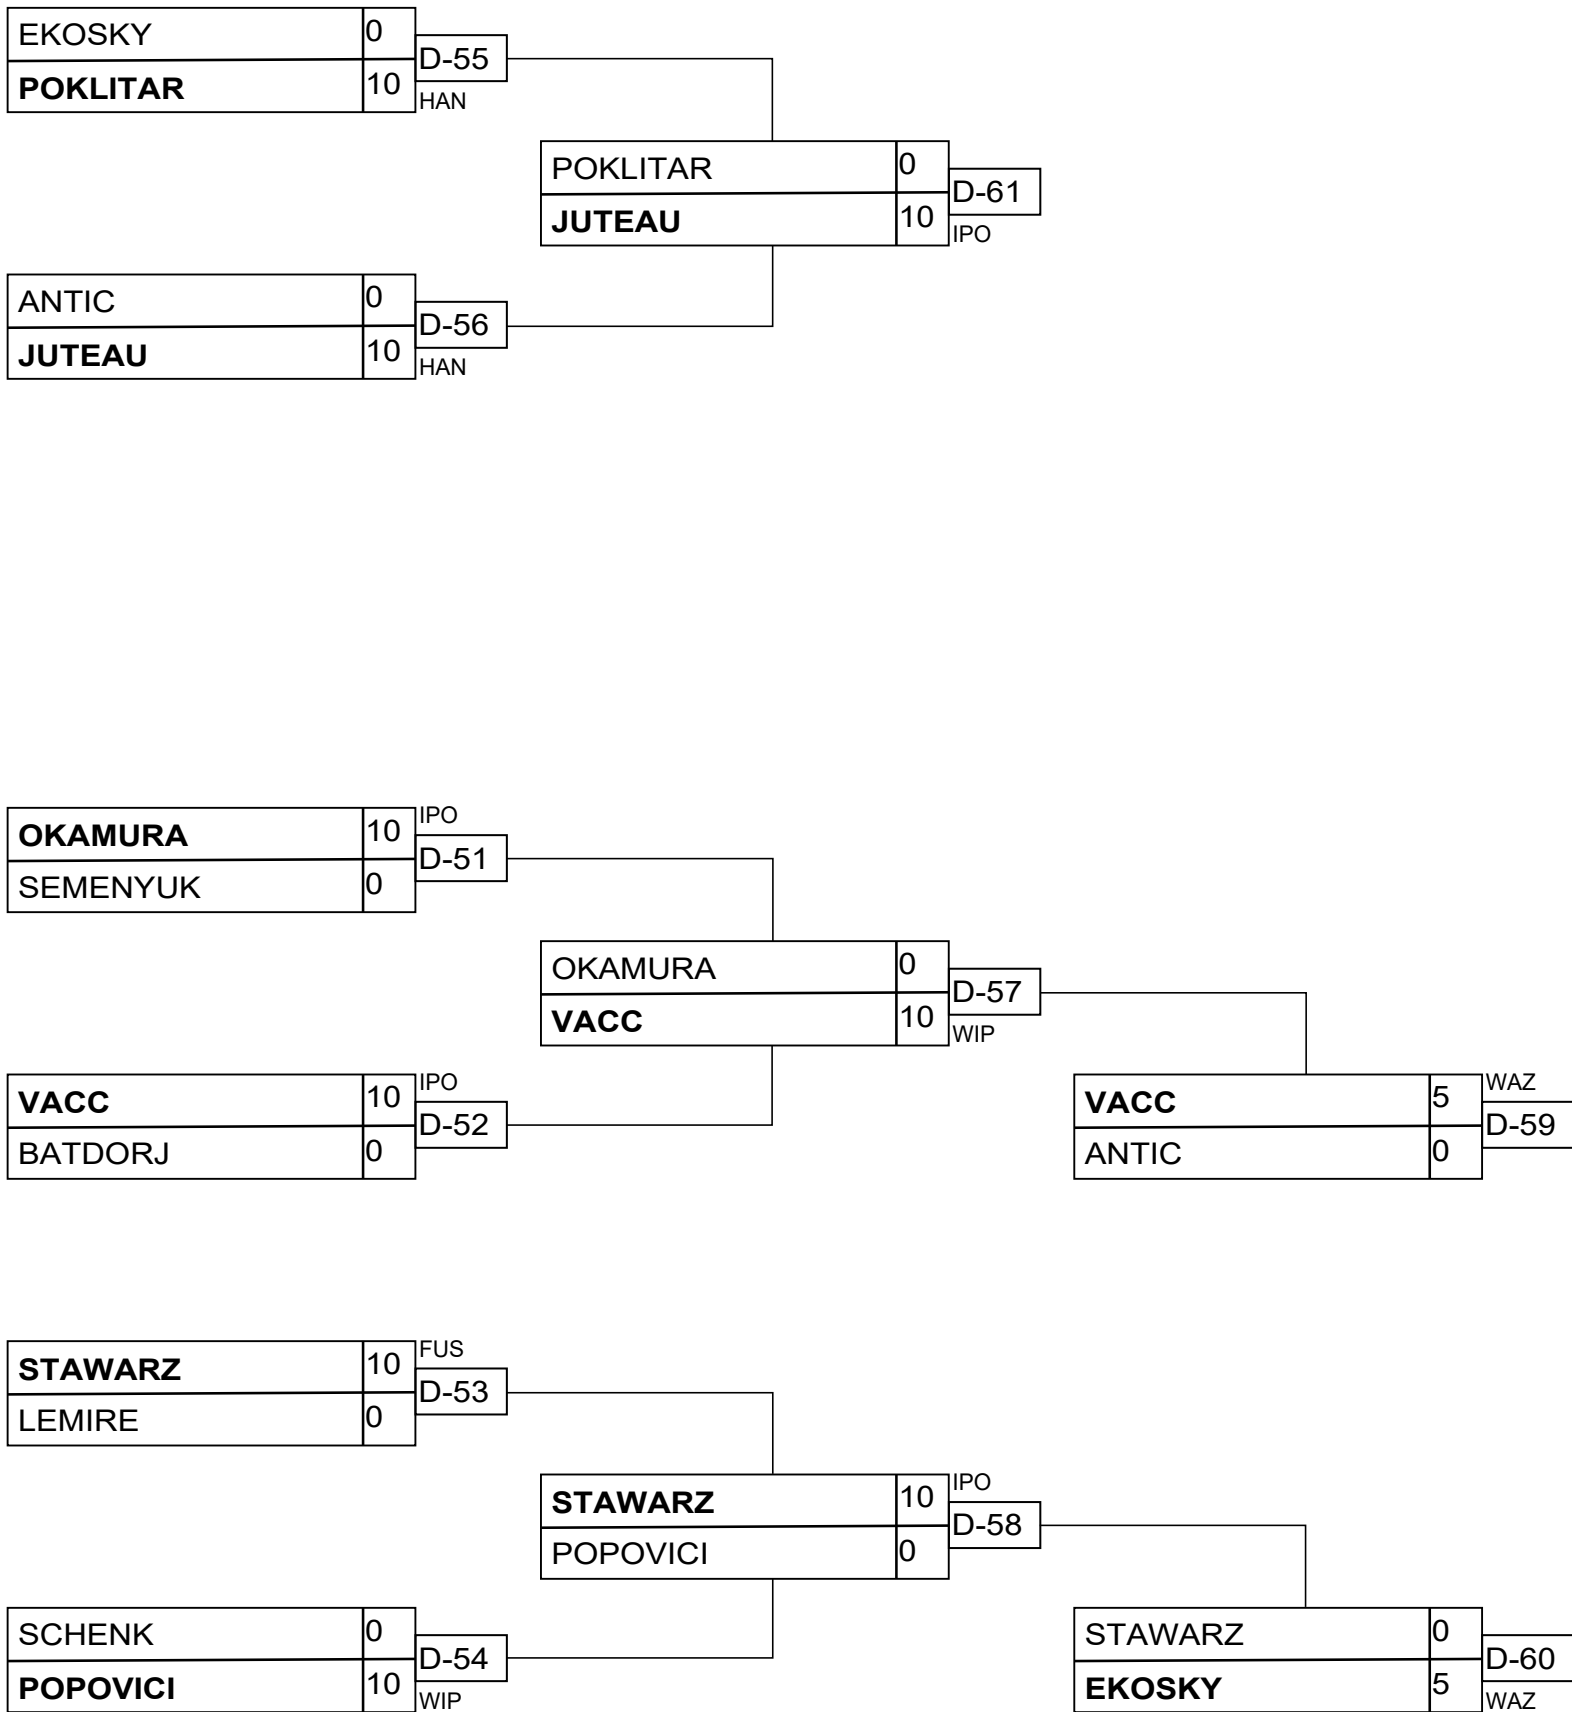 EKOSKY 0
D-55
POKLITAR 10
HAN
POKLITAR 0
D-61
JUTEAU 10
IPO
ANTIC 0
D-56
JUTEAU 10
HAN
OKAMURA 10 IPO
D-51
SEMENYUK 0
OKAMURA 0
D-57
VACC 10
WIP
VACC 10 IPO
D-52
BATDORJ 0
VACC 5 WAZ
D-59
ANTIC 0
STAWARZ 10 FUS
D-53
LEMIRE 0
STAWARZ 10 IPO
D-58
POPOVICI 0
SCHENK 0
D-54
POPOVICI 10
WIP
STAWARZ 0
D-60
EKOSKY 5
WAZ